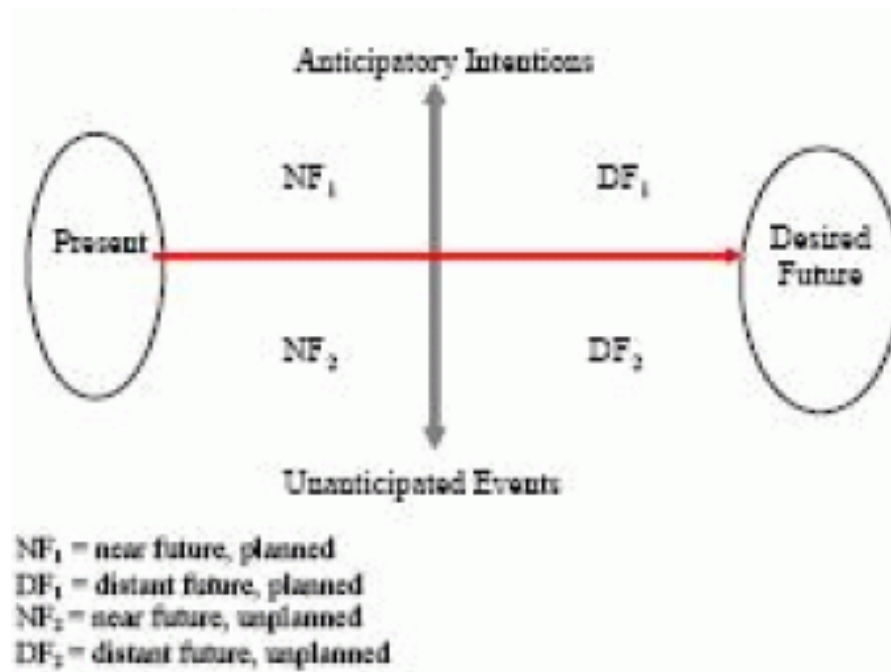 Anticipatory Intentions
NF₁ DF₁
Present
Desired
Future
NF₂ DF₂
Unanticipated Events
NF₁ = near future, planned
DF₁ = distant future, planned
NF₂ = near future, unplanned
DF₂ = distant future, unplanned